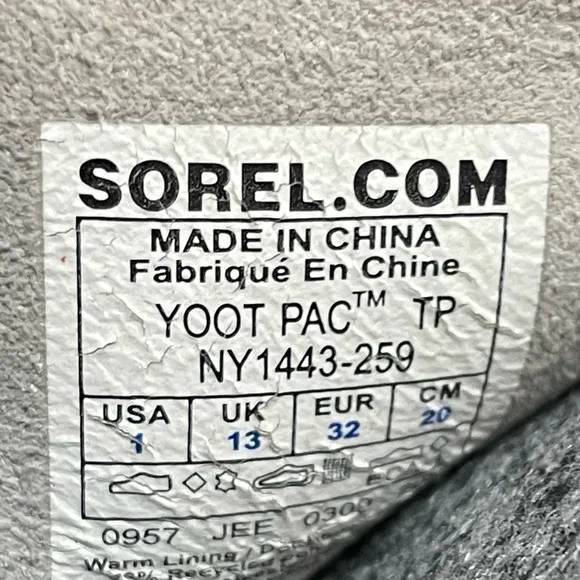 SOREL.COM
MADE IN CHINA
Fabriqué En Chine
YOOT PAC™ TP
NY1443-259
USA UK EUR CM
1 13 32 20
0957 JEE 0300
Warm Lining /